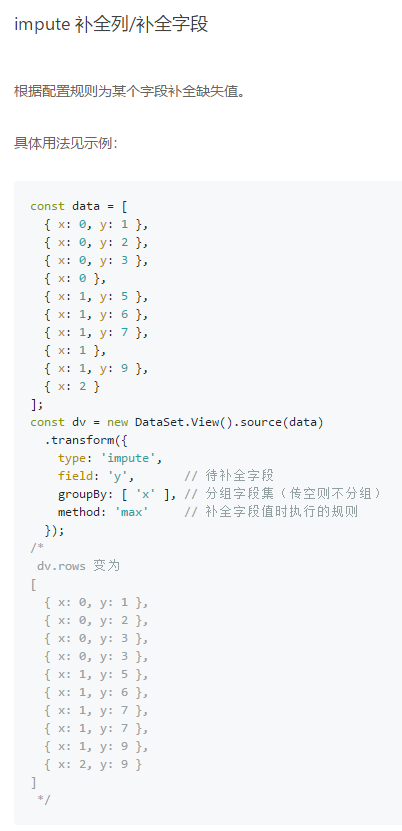 impute 补全列/补全字段
根据配置规则为某个字段补全缺失值。
具体用法见示例：
const data = [
  { x: 0, y: 1 },
  { x: 0, y: 2 },
  { x: 0, y: 3 },
  { x: 0 },
  { x: 1, y: 5 },
  { x: 1, y: 6 },
  { x: 1, y: 7 },
  { x: 1 },
  { x: 1, y: 9 },
  { x: 2 }
];
const dv = new DataSet.View().source(data)
  .transform({
    type: 'impute',
    field: 'y',       // 待补全字段
    groupBy: [ 'x' ], // 分组字段集（传空则不分组）
    method: 'max'     // 补全字段值时执行的规则
  });
/*
 dv.rows 变为
[
  { x: 0, y: 1 },
  { x: 0, y: 2 },
  { x: 0, y: 3 },
  { x: 0, y: 3 },
  { x: 1, y: 5 },
  { x: 1, y: 6 },
  { x: 1, y: 7 },
  { x: 1, y: 7 },
  { x: 1, y: 9 },
  { x: 2, y: 9 }
]
 */